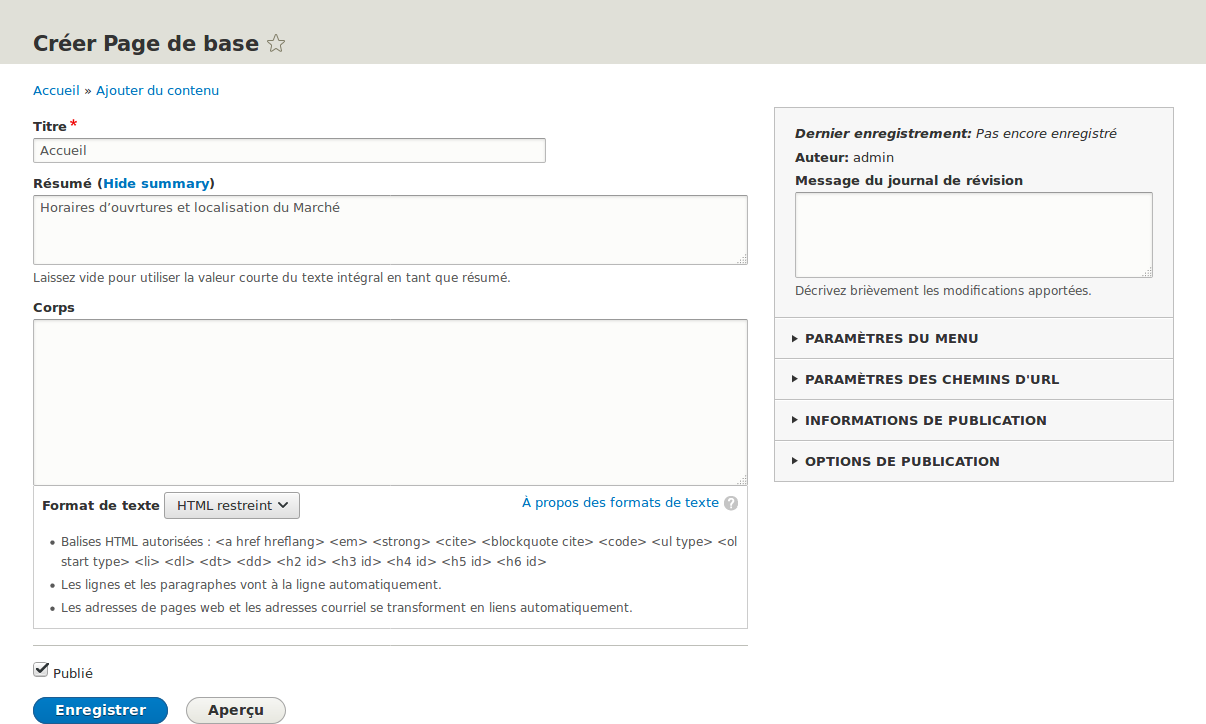 Créer Page de base
Accueil » Ajouter du contenu
Titre *
Accueil
Résumé (Hide summary)
Horaires d’ouvrtures et localisation du Marché
Laissez vide pour utiliser la valeur courte du texte intégral en tant que résumé.
Corps
Format de texte HTML restreint
À propos des formats de texte ?
• Balises HTML autorisées : <a href hreflang> <em> <strong> <cite> <blockquote cite> <code> <ul type> <ol
start type> <li> <dl> <dt> <dd> <h2 id> <h3 id> <h4 id> <h5 id> <h6 id>
• Les lignes et les paragraphes vont à la ligne automatiquement.
• Les adresses de pages web et les adresses courriel se transforment en liens automatiquement.
Publié
Enregistrer Aperçu
Dernier enregistrement: Pas encore enregistré
Auteur: admin
Message du journal de révision
Décrivez brièvement les modifications apportées.
PARAMÈTRES DU MENU
PARAMÈTRES DES CHEMINS D'URL
INFORMATIONS DE PUBLICATION
OPTIONS DE PUBLICATION